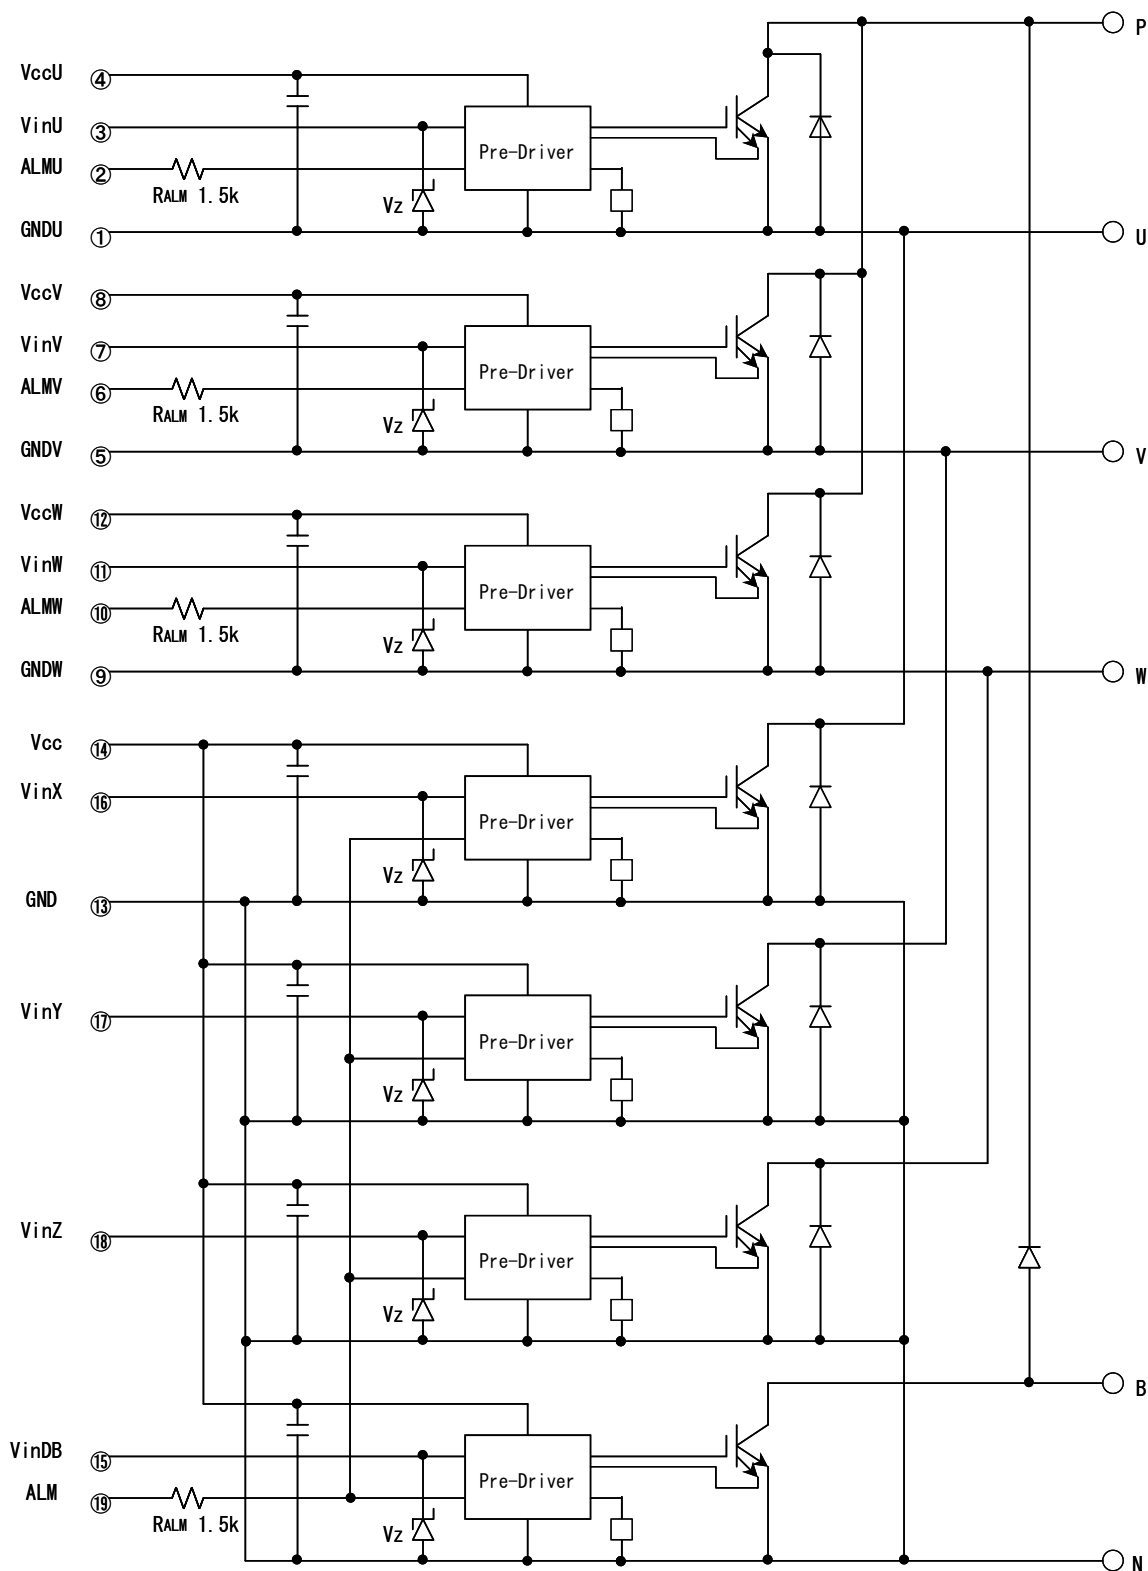 P
VccU ④
VinU ③
Pre-Driver
ALMU ②
RALM 1.5k
Vz
GNDU ①
U
VccV ⑧
VinV ⑦
Pre-Driver
ALMV ⑥
RALM 1.5k
Vz
GNDV ⑤
V
VccW ⑫
VinW ⑪
Pre-Driver
ALMW ⑩
RALM 1.5k
Vz
GNDW ⑨
W
Vcc ⑭
VinX ⑯
Pre-Driver
Vz
GND ⑬
VinY ⑰
Pre-Driver
Vz
VinZ ⑱
Pre-Driver
Vz
B
VinDB ⑮
Pre-Driver
ALM ⑲
RALM 1.5k
Vz
N